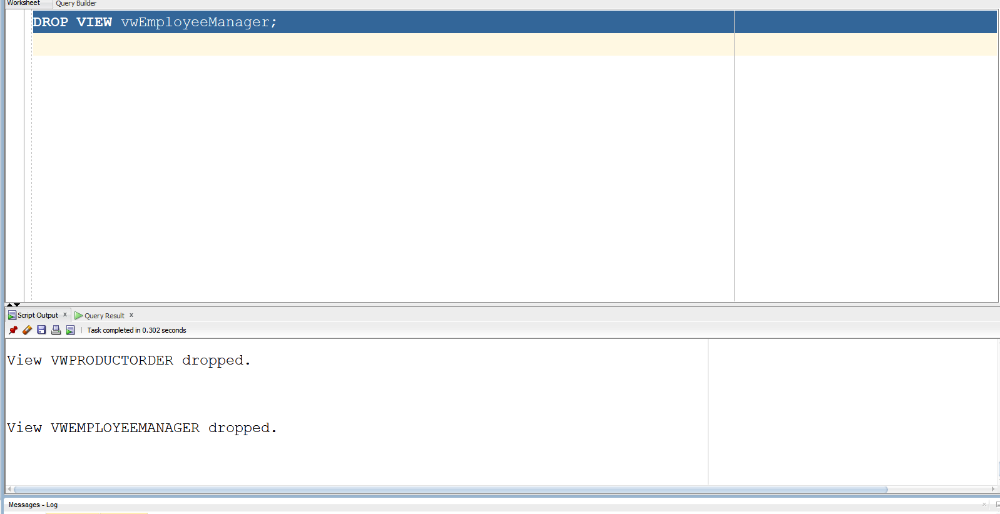 Worksheet Query Builder
DROP VIEW vwEmployeeManager;
Script Output x Query Result x
Task completed in 0.302 seconds
View VWPRODUCTORDER dropped.
View VWEMPLOYEEMANAGER dropped.
Messages - Log